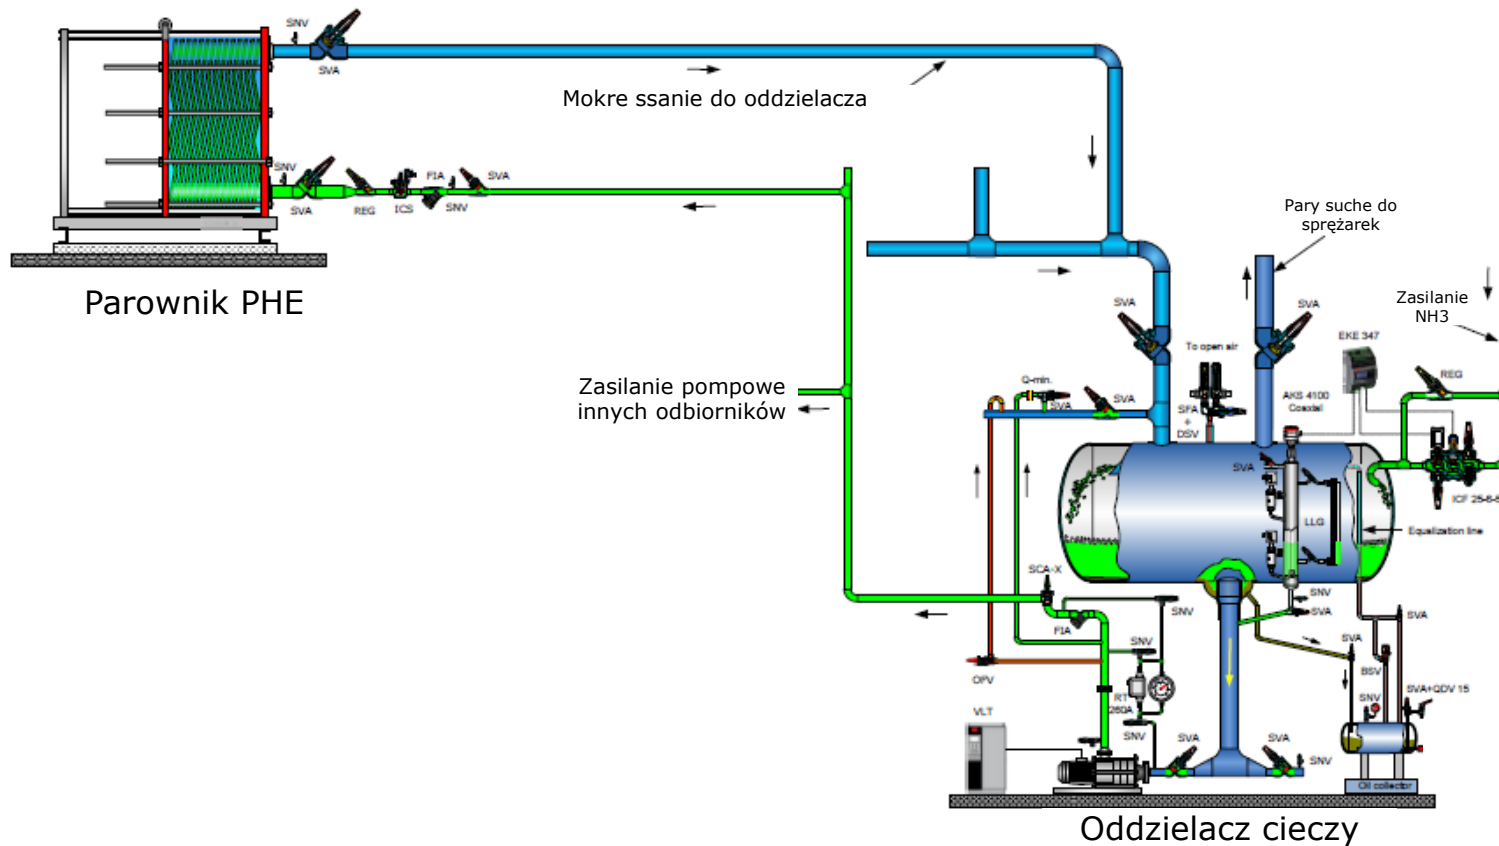 SNV
SVA
Mokre ssanie do oddzielacza
SNV
SVA
REG
ICS
FIA
SNV
SVA
Parownik PHE
Pary suche do
sprężarek
Zasilanie
NH3
SVA
SVA
To open air
EKE 347
REG
Zasilanie pompowe
innych odbiorników
Q-min.
SVA
SVA
SFA
+
DSV
AKS 4100
Coaxial
SVA
LLG
ICF 25-6-5
Equalization line
SCA-X
FIA
SNV
SNV
SVA
SVA
SVA
SNV
OFV
RT
260A
BSV
SNV
SVA+QDV 15
VLT
SNV
SVA
SVA
SNV
Oil collector
Oddzielacz cieczy